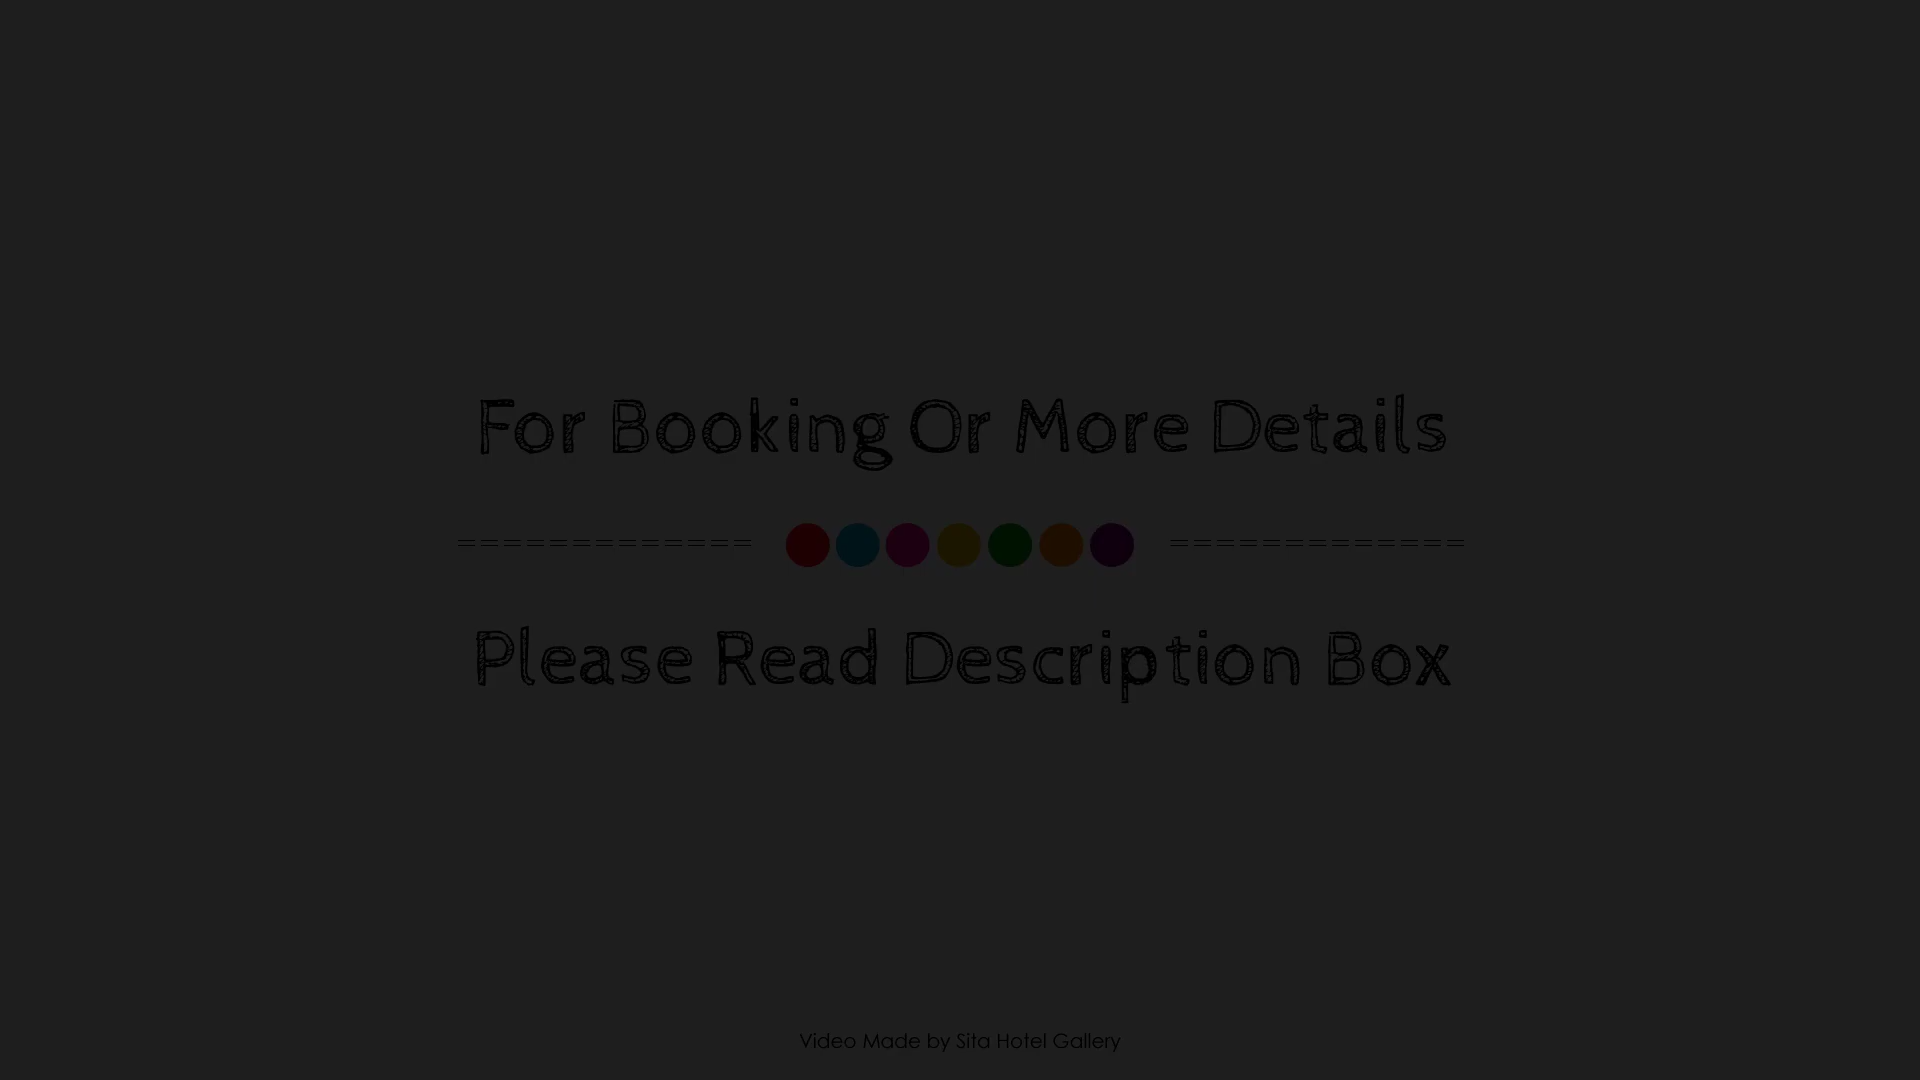 For Booking Or More Details
============= =============
Please Read Description Box
Video Made by Sita Hotel Gallery